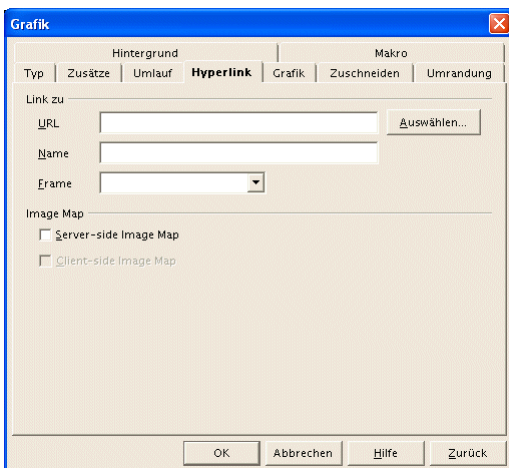 Grafik
Hintergrund Makro
Typ Zusätze Umlauf Hyperlink Grafik Zuschneiden Umrandung
Link zu
URL Auswählen...
Name
Frame
Image Map
Server-side Image Map
Client-side Image Map
OK Abbrechen Hilfe Zurück